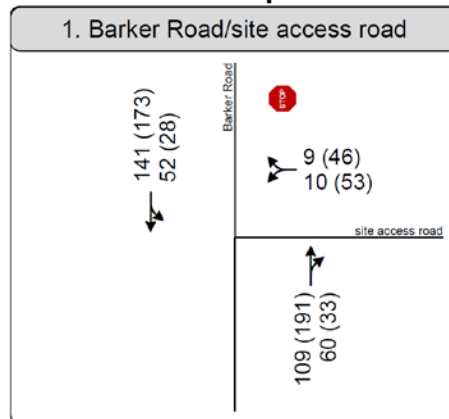 1. Barker Road/site access road
Barker Road
STOP
141 (173)
52 (28)
9 (46)
10 (53)
site access road
109 (191)
60 (33)